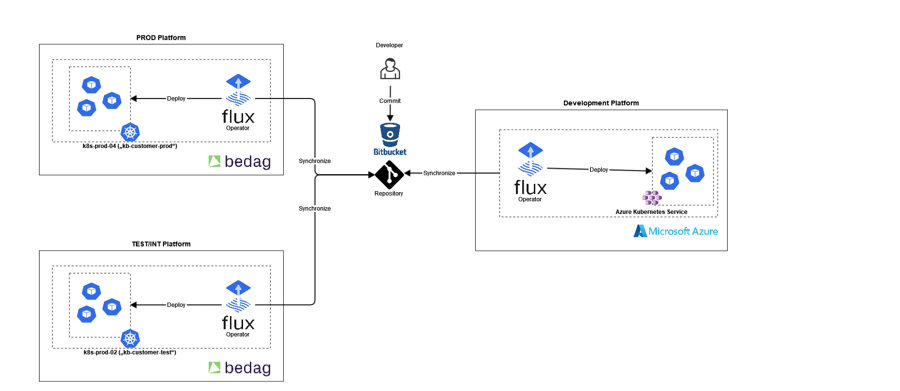 PROD Platform
Deploy
flux
Operator
k8s-prod-04 („kb-customer-prod“)
bedag
Developer
Commit
Bitbucket
Repository
Synchronize
Synchronize
Synchronize
Development Platform
flux
Operator
Deploy
Azure Kubernetes Service
Microsoft Azure
TEST/INT Platform
Deploy
flux
Operator
k8s-prod-02 („kb-customer-test“)
bedag